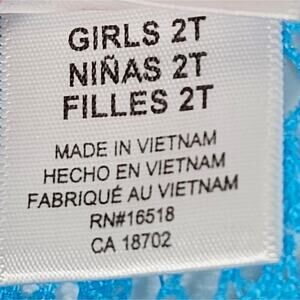 GIRLS 2T
NIÑAS 2T
FILLES 2T
MADE IN VIETNAM
HECHO EN VIETNAM
FABRIQUÉ AU VIETNAM
RN#16518
CA 18702